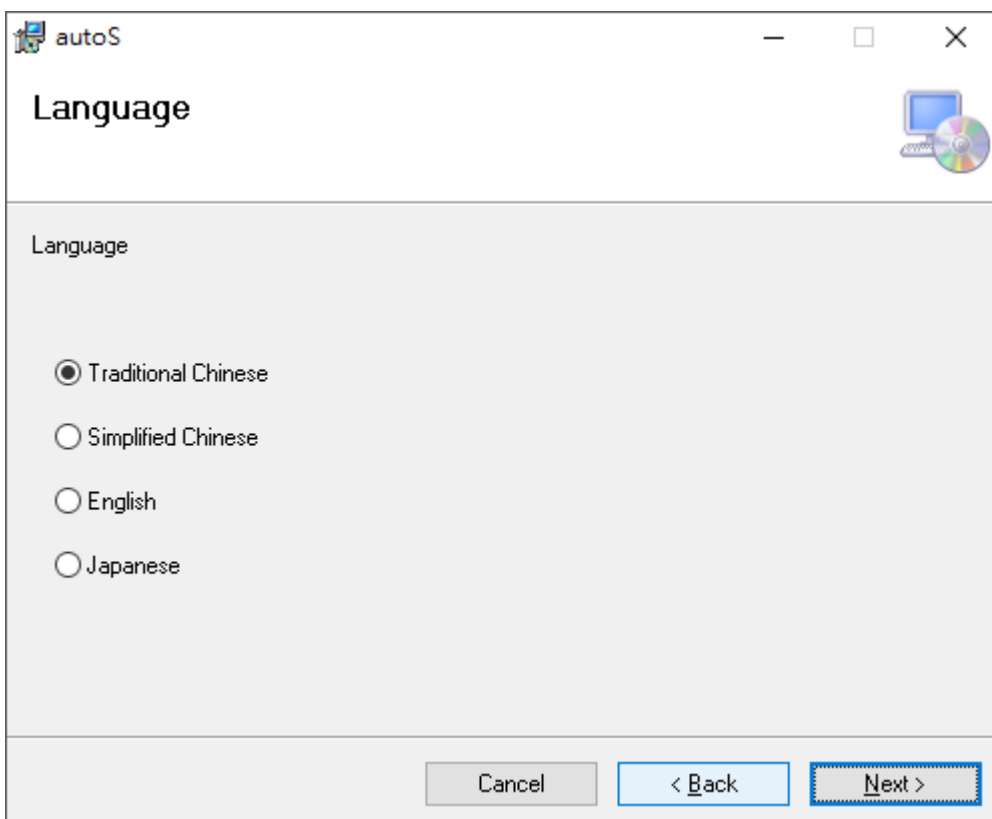 autoS
Language
Language
Traditional Chinese
Simplified Chinese
English
Japanese
Cancel
< Back
Next >